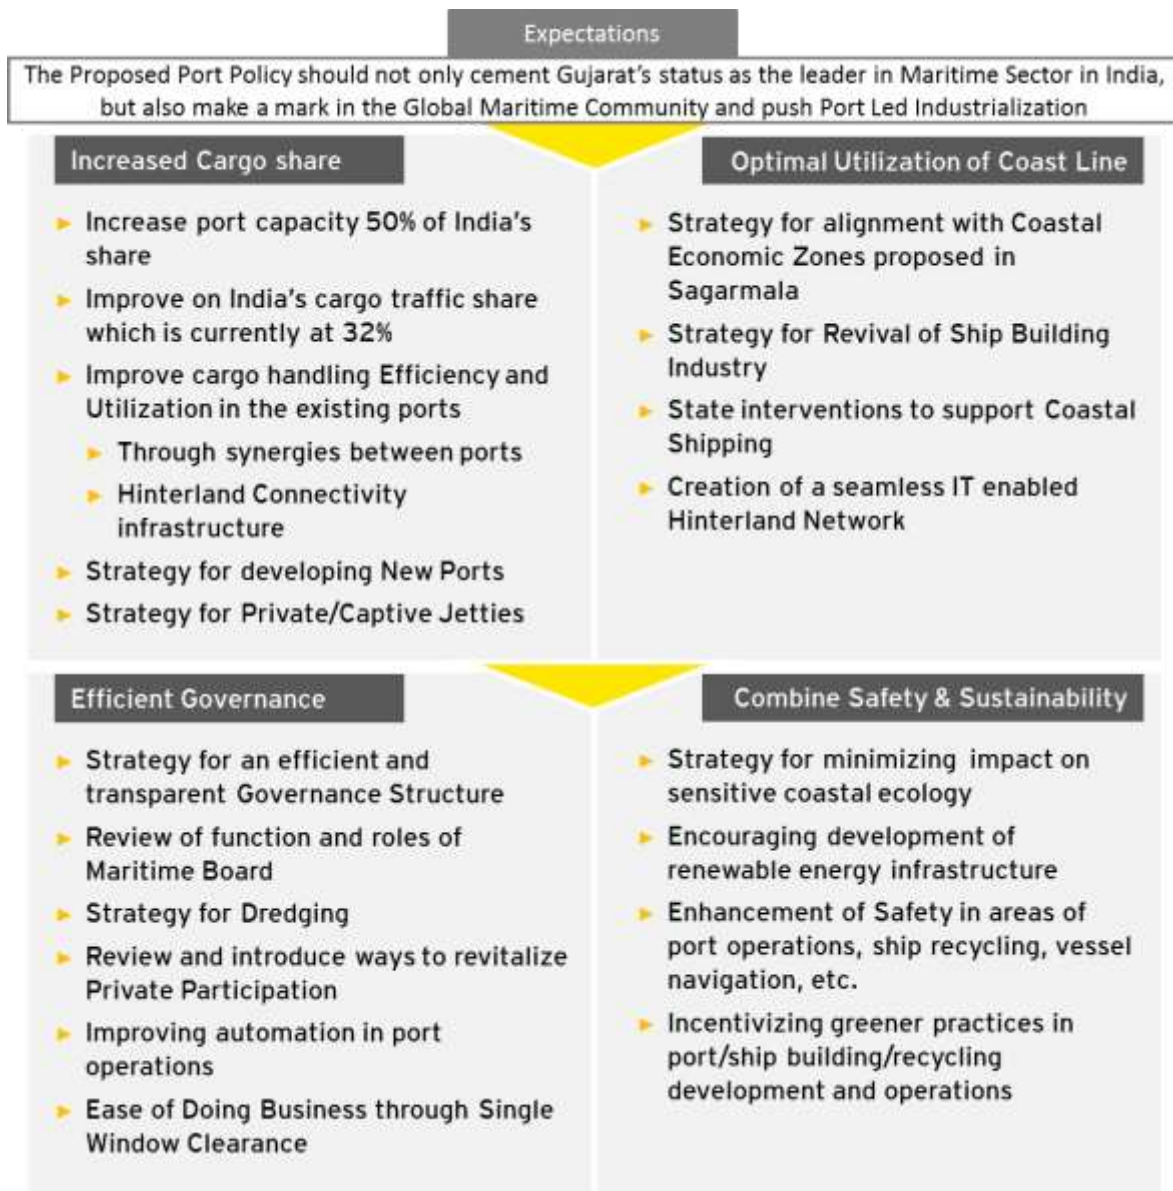 Expectations
The Proposed Port Policy should not only cement Gujarat's status as the leader in Maritime Sector in India,
but also make a mark in the Global Maritime Community and push Port Led Industrialization
Increased Cargo share
Increase port capacity 50% of India's
share
Improve on India's cargo traffic share
which is currently at 32%
Improve cargo handling Efficiency and
Utilization in the existing ports
Through synergies between ports
Hinterland Connectivity
infrastructure
Strategy for developing New Ports
Strategy for Private/Captive Jetties
Optimal Utilization of Coast Line
Strategy for alignment with Coastal
Economic Zones proposed in
Sagarmala
Strategy for Revival of Ship Building
Industry
State interventions to support Coastal
Shipping
Creation of a seamless IT enabled
Hinterland Network
Efficient Governance
Strategy for an efficient and
transparent Governance Structure
Review of function and roles of
Maritime Board
Strategy for Dredging
Review and introduce ways to revitalize
Private Participation
Improving automation in port
operations
Ease of Doing Business through Single
Window Clearance
Combine Safety & Sustainability
Strategy for minimizing impact on
sensitive coastal ecology
Encouraging development of
renewable energy infrastructure
Enhancement of Safety in areas of
port operations, ship recycling, vessel
navigation, etc.
Incentivizing greener practices in
port/ship building/recycling
development and operations